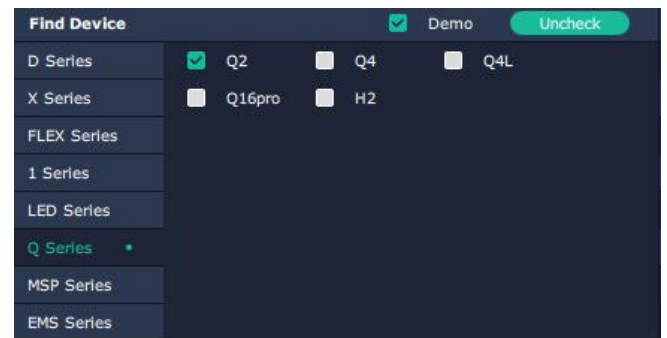 Find Device Demo Uncheck
D Series Q2 Q4 Q4L
X Series Q16pro H2
FLEX Series
1 Series
LED Series
Q Series
MSP Series
EMS Series